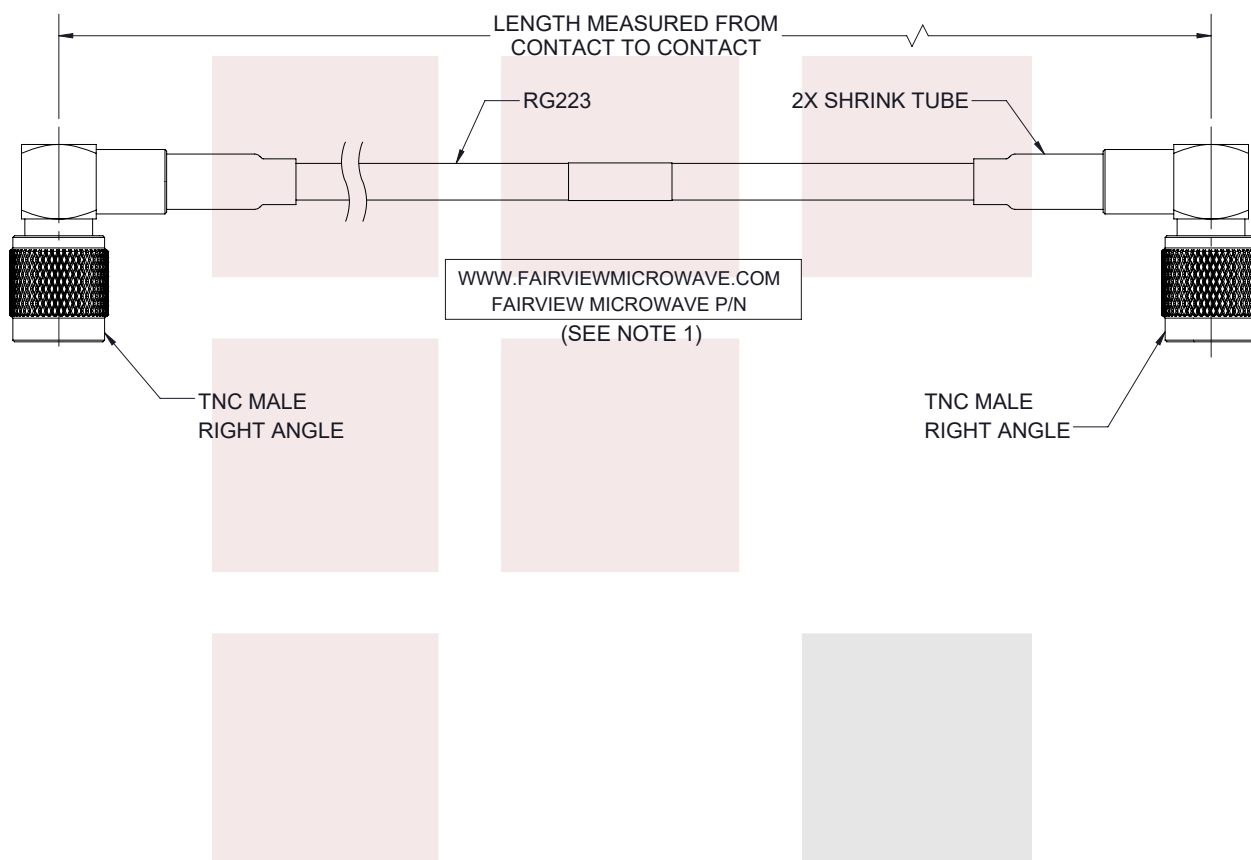 LENGTH MEASURED FROM
CONTACT TO CONTACT
RG223
2X SHRINK TUBE
WWW.FAIRVIEWMICROWAVE.COM
FAIRVIEW MICROWAVE P/N
(SEE NOTE 1)
TNC MALE
RIGHT ANGLE
TNC MALE
RIGHT ANGLE